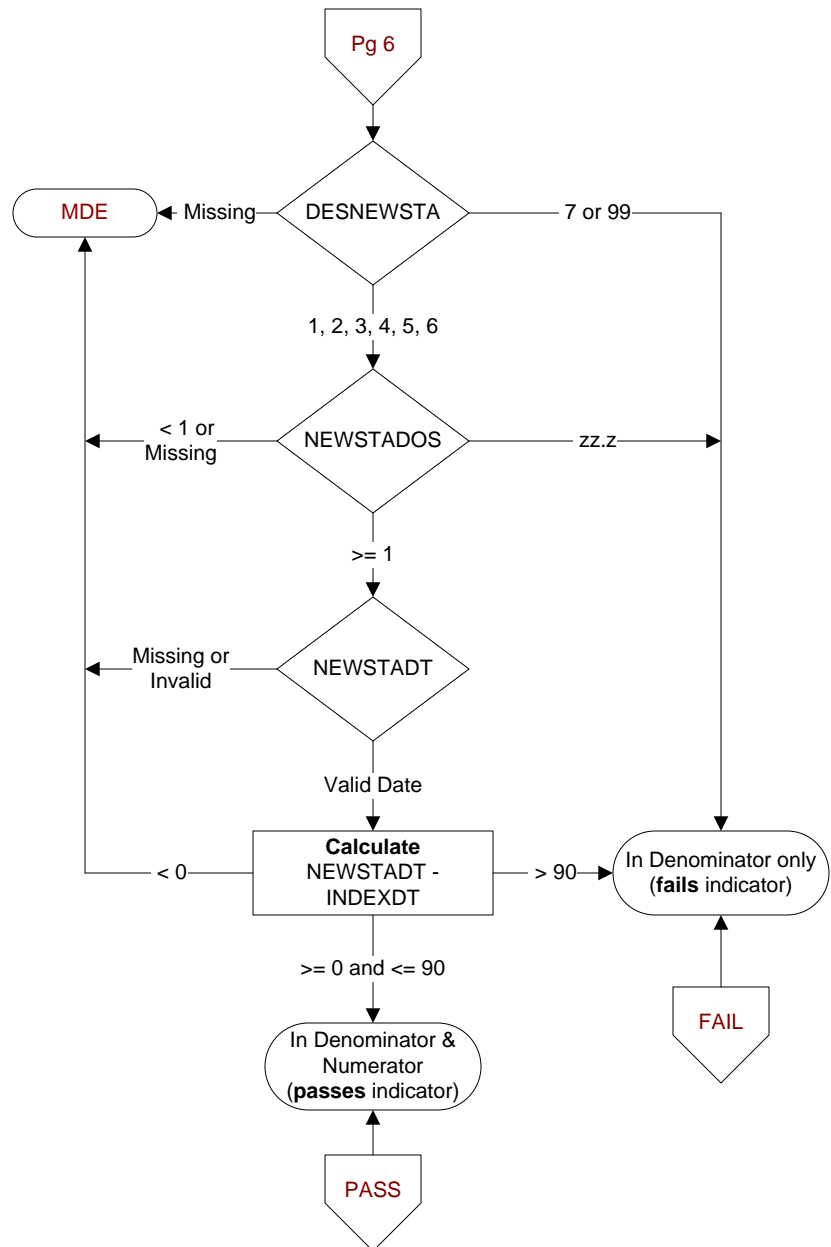 Pg 6
MDE
Missing
DESNEWSTA
7 or 99
1, 2, 3, 4, 5, 6
< 1 or
Missing
NEWSTADOS
zz.z
>= 1
Missing or
Invalid
NEWSTADT
Valid Date
< 0
Calculate
NEWSTADT -
INDEXDT
> 90
In Denominator only
(fails indicator)
>= 0 and <= 90
In Denominator &
Numerator
(passes indicator)
FAIL
PASS